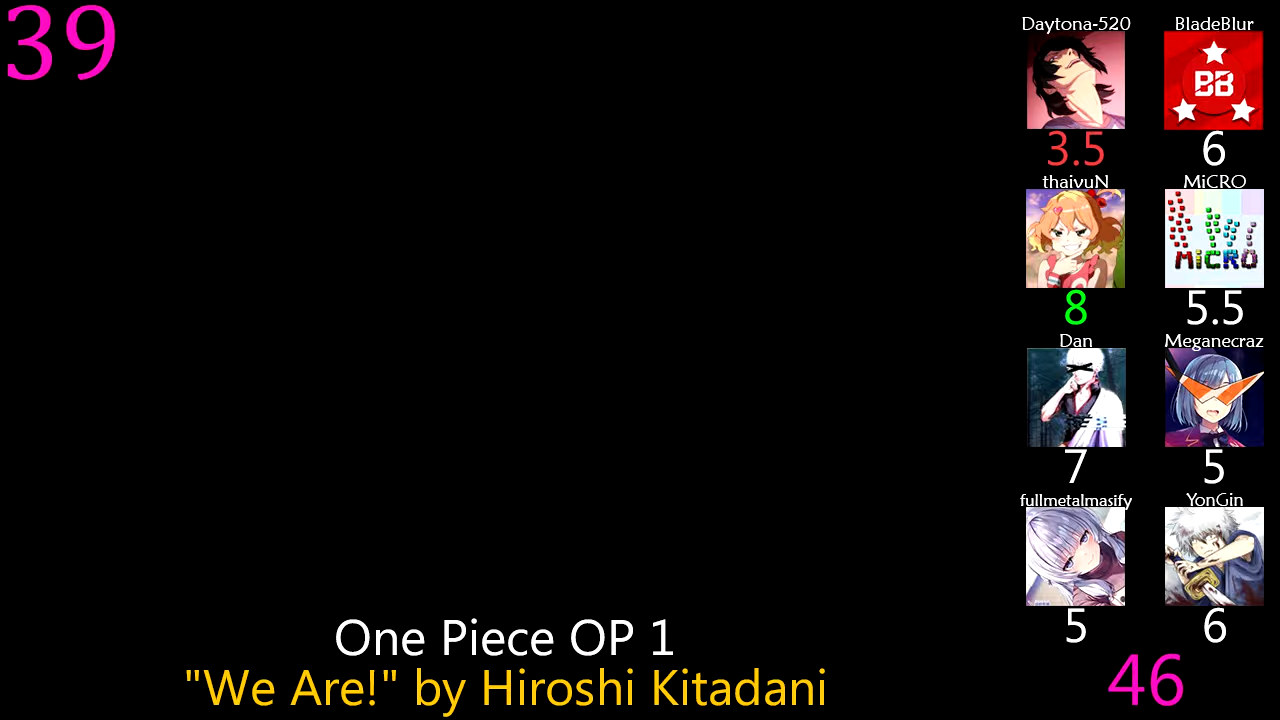 39
Daytona-520
BladeBlur
BB
3.5
6
thaivuN
MiCRO
MiCRO
8
5.5
Dan
Meganecraz
7
5
fullmetalmasify
YonGin
5
6
One Piece OP 1
"We Are!" by Hiroshi Kitadani
46